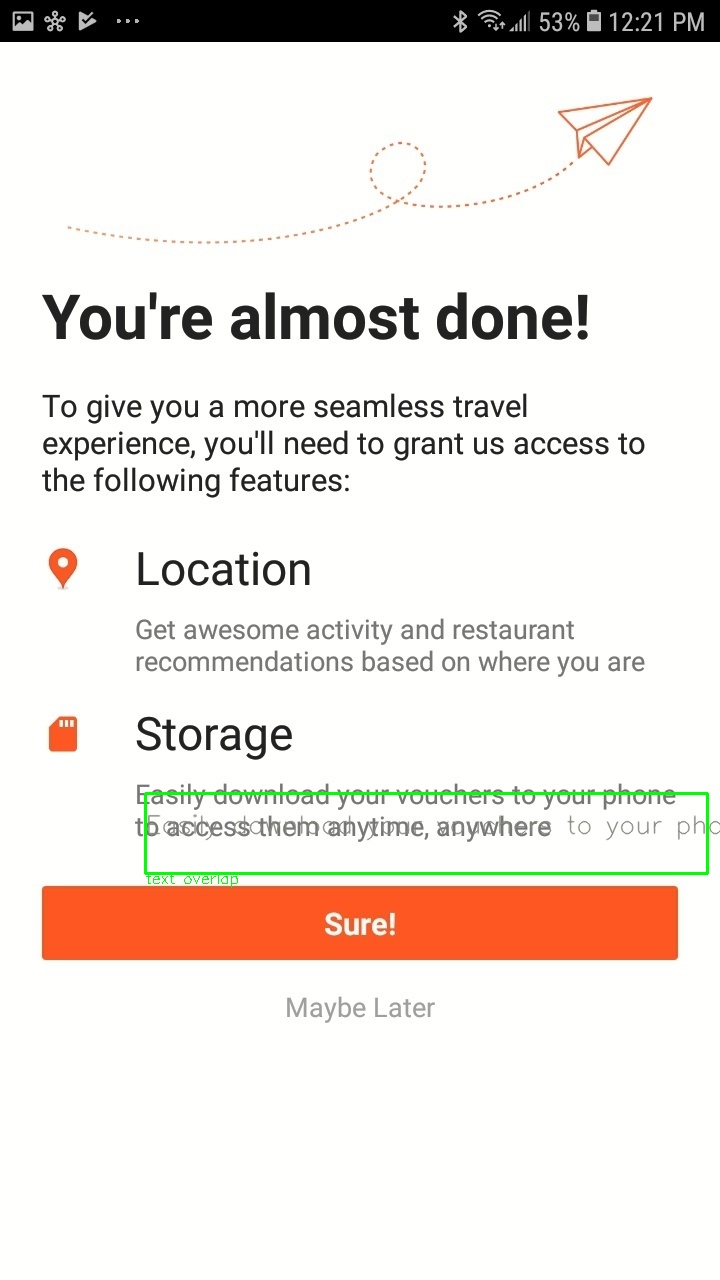 53% 12:21 PM
You're almost done!
To give you a more seamless travel
experience, you'll need to grant us access to
the following features:
Location
Get awesome activity and restaurant
recommendations based on where you are
Storage
Easily download your vouchers to your phone
to access them anytime, anywhere
Easily download your vouchers to your pho
text overlap
Sure!
Maybe Later